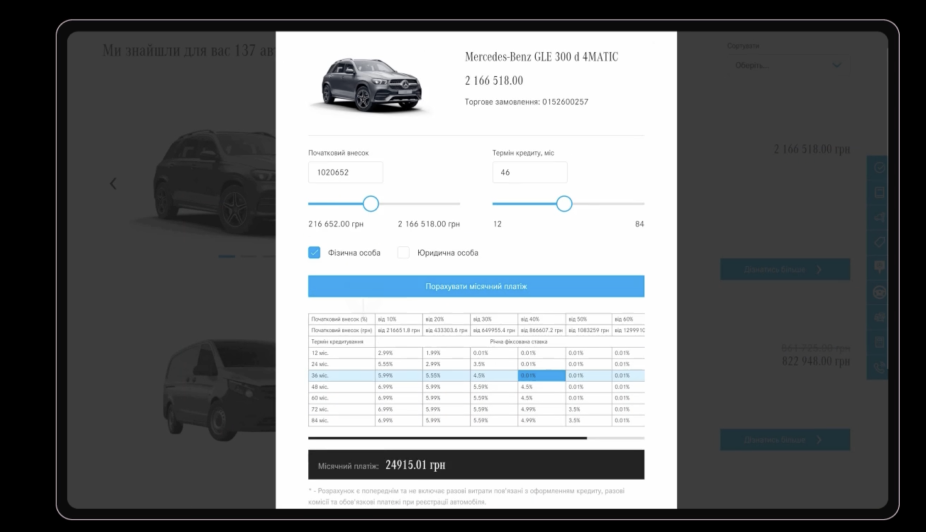 Ми знайшли для вас 137 ав
Mercedes-Benz GLE 300 d 4MATIC
2 166 518.00
Торгове замовлення: 0152600257
Сортувати
Оберіть...
2 166 518.00 грн
Початковий внесок
Термін кредиту, міс
1020652
46
216 652.00 грн
2 166 518.00 грн
12
84
Фізична особа
Юридична особа
Порахувати місячний платіж
Початковий внесок (%) від 10% від 20% від 30% від 40% від 50% від 60%
Початковий внесок (грн) від 216651.8 грн від 433303.6 грн від 649955.4 грн від 866607.2 грн від 1083259 грн від 1299910
Термін кредитування Річна фіксована ставка
12 міс. 2.99% 1.99% 0.01% 0.01% 0.01% 0.01%
24 міс. 5.55% 2.99% 3.5% 0.01% 0.01% 0.01%
36 міс. 5.99% 5.55% 4.5% 0.01% 0.01% 0.01%
48 міс. 6.99% 5.99% 5.59% 4.5% 0.01% 0.01%
60 міс. 6.99% 5.99% 5.59% 4.5% 0.01% 0.01%
72 міс. 6.99% 5.99% 5.59% 4.99% 3.5% 0.01%
84 міс. 6.99% 5.99% 5.59% 4.99% 3.5% 0.01%
822 948.00 грн
Місячний платіж: 24915.01 грн
* - Розрахунок є попереднім та не включає разові витрати пов'язані з оформленням кредиту, разові
комісії та обов'язкові платежі при реєстрації автомобіля.